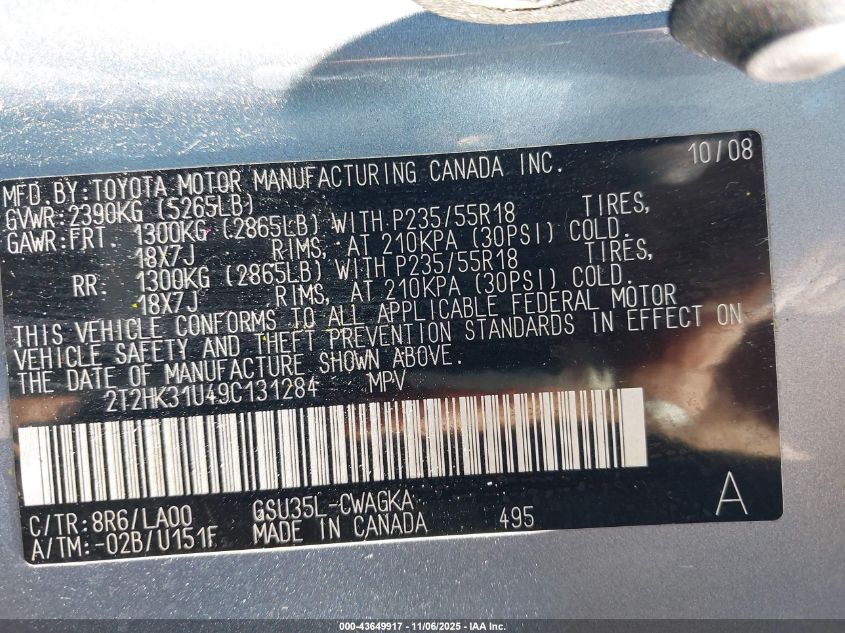 10/08
MFD. BY: TOYOTA MOTOR MANUFACTURING CANADA INC.
GVWR: 2390KG (5265LB)
GAWR: FRT. 1300KG (2865LB) WITH P235/55R18 TIRES,
18X7J RIMS, AT 210KPA (30PSI) COLD.
RR: 1300KG (2865LB) WITH P235/55R18 TIRES,
18X7J RIMS, AT 210KPA (30PSI) COLD.
THIS VEHICLE CONFORMS TO ALL APPLICABLE FEDERAL MOTOR
VEHICLE SAFETY AND THEFT PREVENTION STANDARDS IN EFFECT ON
THE DATE OF MANUFACTURE SHOWN ABOVE.
2T2HK31U49C131284 MPV
C/TR: 8R6/LA00 GSU35L-CWAGKA
A/TM: -02B/U151F MADE IN CANADA 495 A
000-43649917 - 11/06/2025 - IAA Inc.